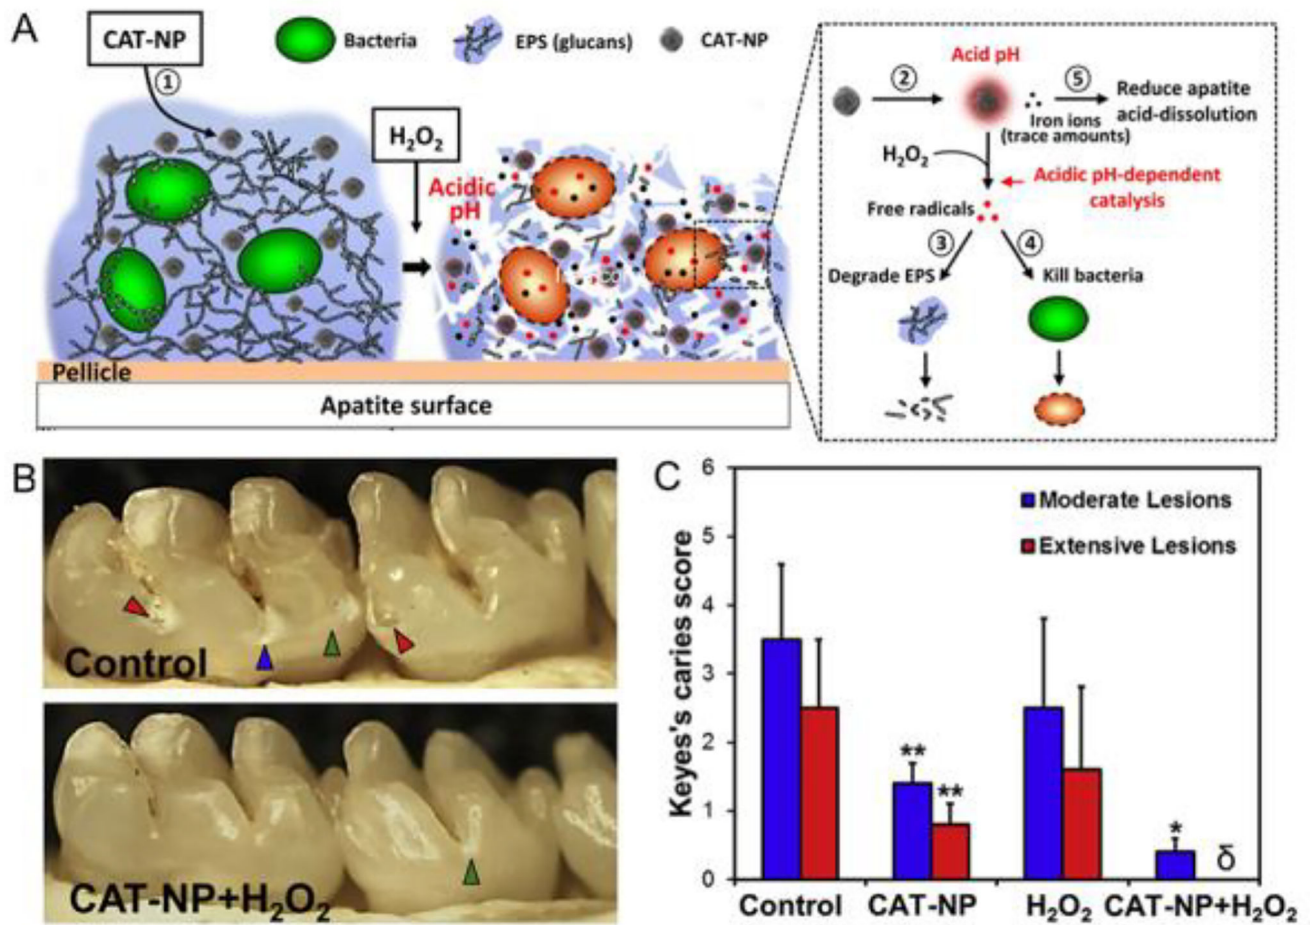 A
CAT-NP
Bacteria
EPS (glucans)
CAT-NP
①
H₂O₂
Acidic
pH
Pellicle
Apatite surface
Acid pH
②
⑤
Reduce apatite
acid-dissolution
Iron ions
(trace amounts)
H₂O₂
Acidic pH-dependent
catalysis
Free radicals
③
④
Degrade EPS
Kill bacteria
B
Control
CAT-NP+H₂O₂
C
Keyes's caries score
6
5
4
3
2
1
0
Moderate Lesions
Extensive Lesions
**
**
*
δ
Control
CAT-NP
H₂O₂
CAT-NP+H₂O₂